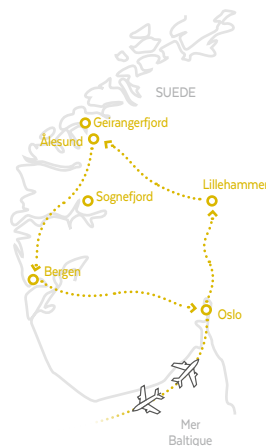 SUEDE
Geirangerfjord
Ålesund
Sognefjord
Lillehammer
Bergen
Oslo
Mer
Baltique